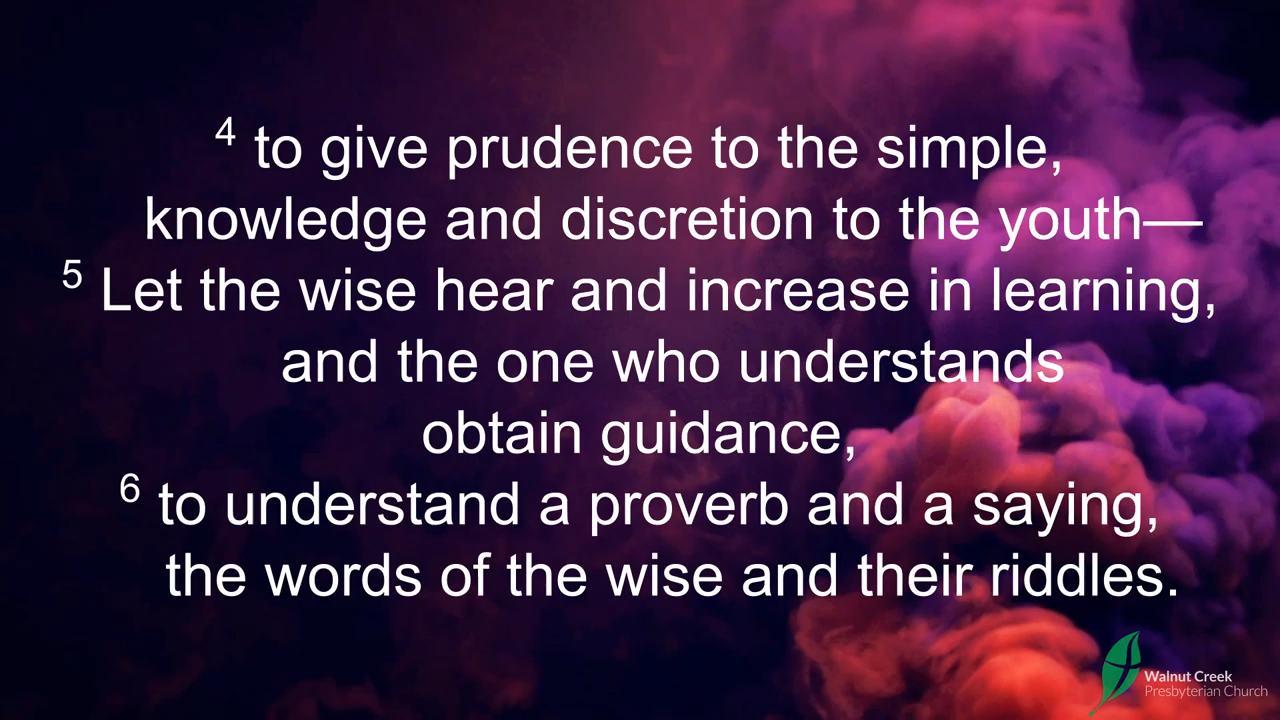 4 to give prudence to the simple,
knowledge and discretion to the youth—
5 Let the wise hear and increase in learning,
and the one who understands
obtain guidance,
6 to understand a proverb and a saying,
the words of the wise and their riddles.
Walnut Creek
Presbyterian Church